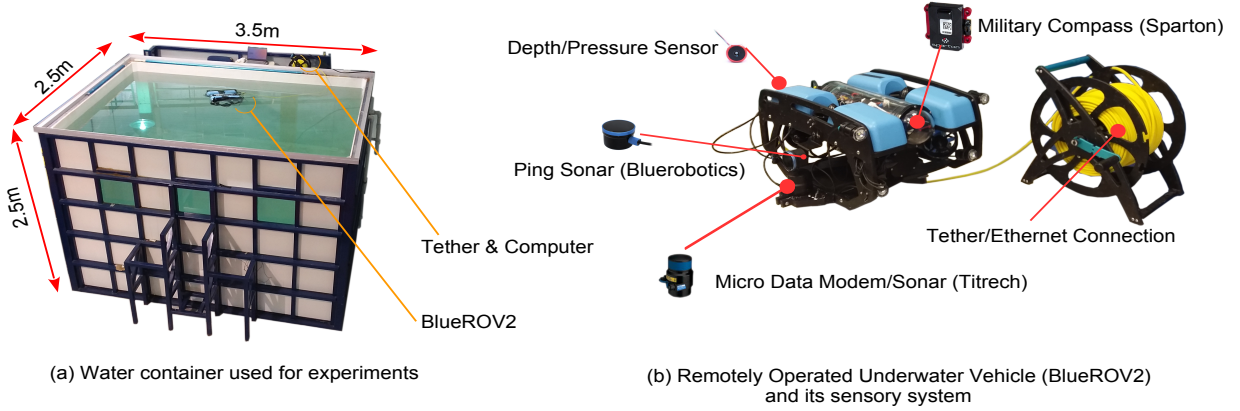 3.5m
2.5m
2.5m
Tether & Computer
BlueROV2
(a) Water container used for experiments
Military Compass (Sparton)
Depth/Pressure Sensor
Ping Sonar (Bluerobotics)
Tether/Ethernet Connection
Micro Data Modem/Sonar (Titrech)
(b) Remotely Operated Underwater Vehicle (BlueROV2)
and its sensory system